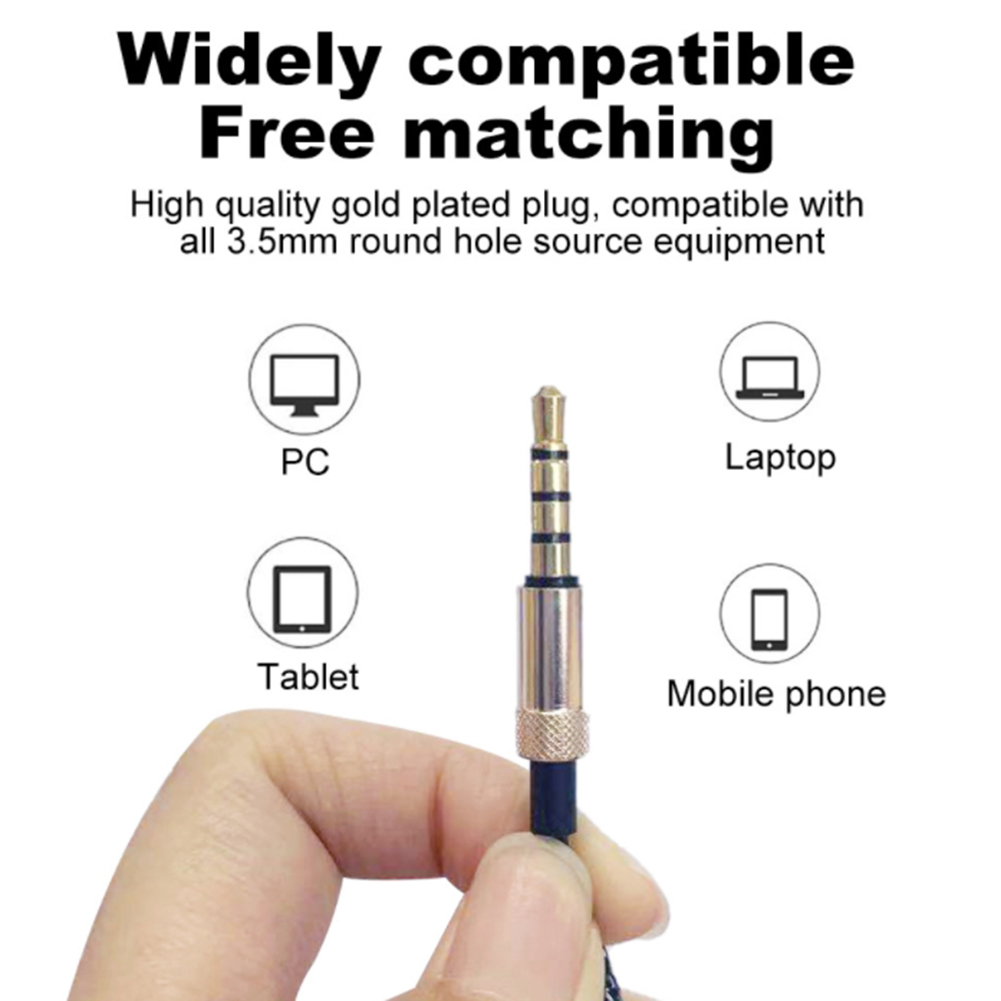 Widely compatible
Free matching
High quality gold plated plug, compatible with
all 3.5mm round hole source equipment
PC
Laptop
Tablet
Mobile phone